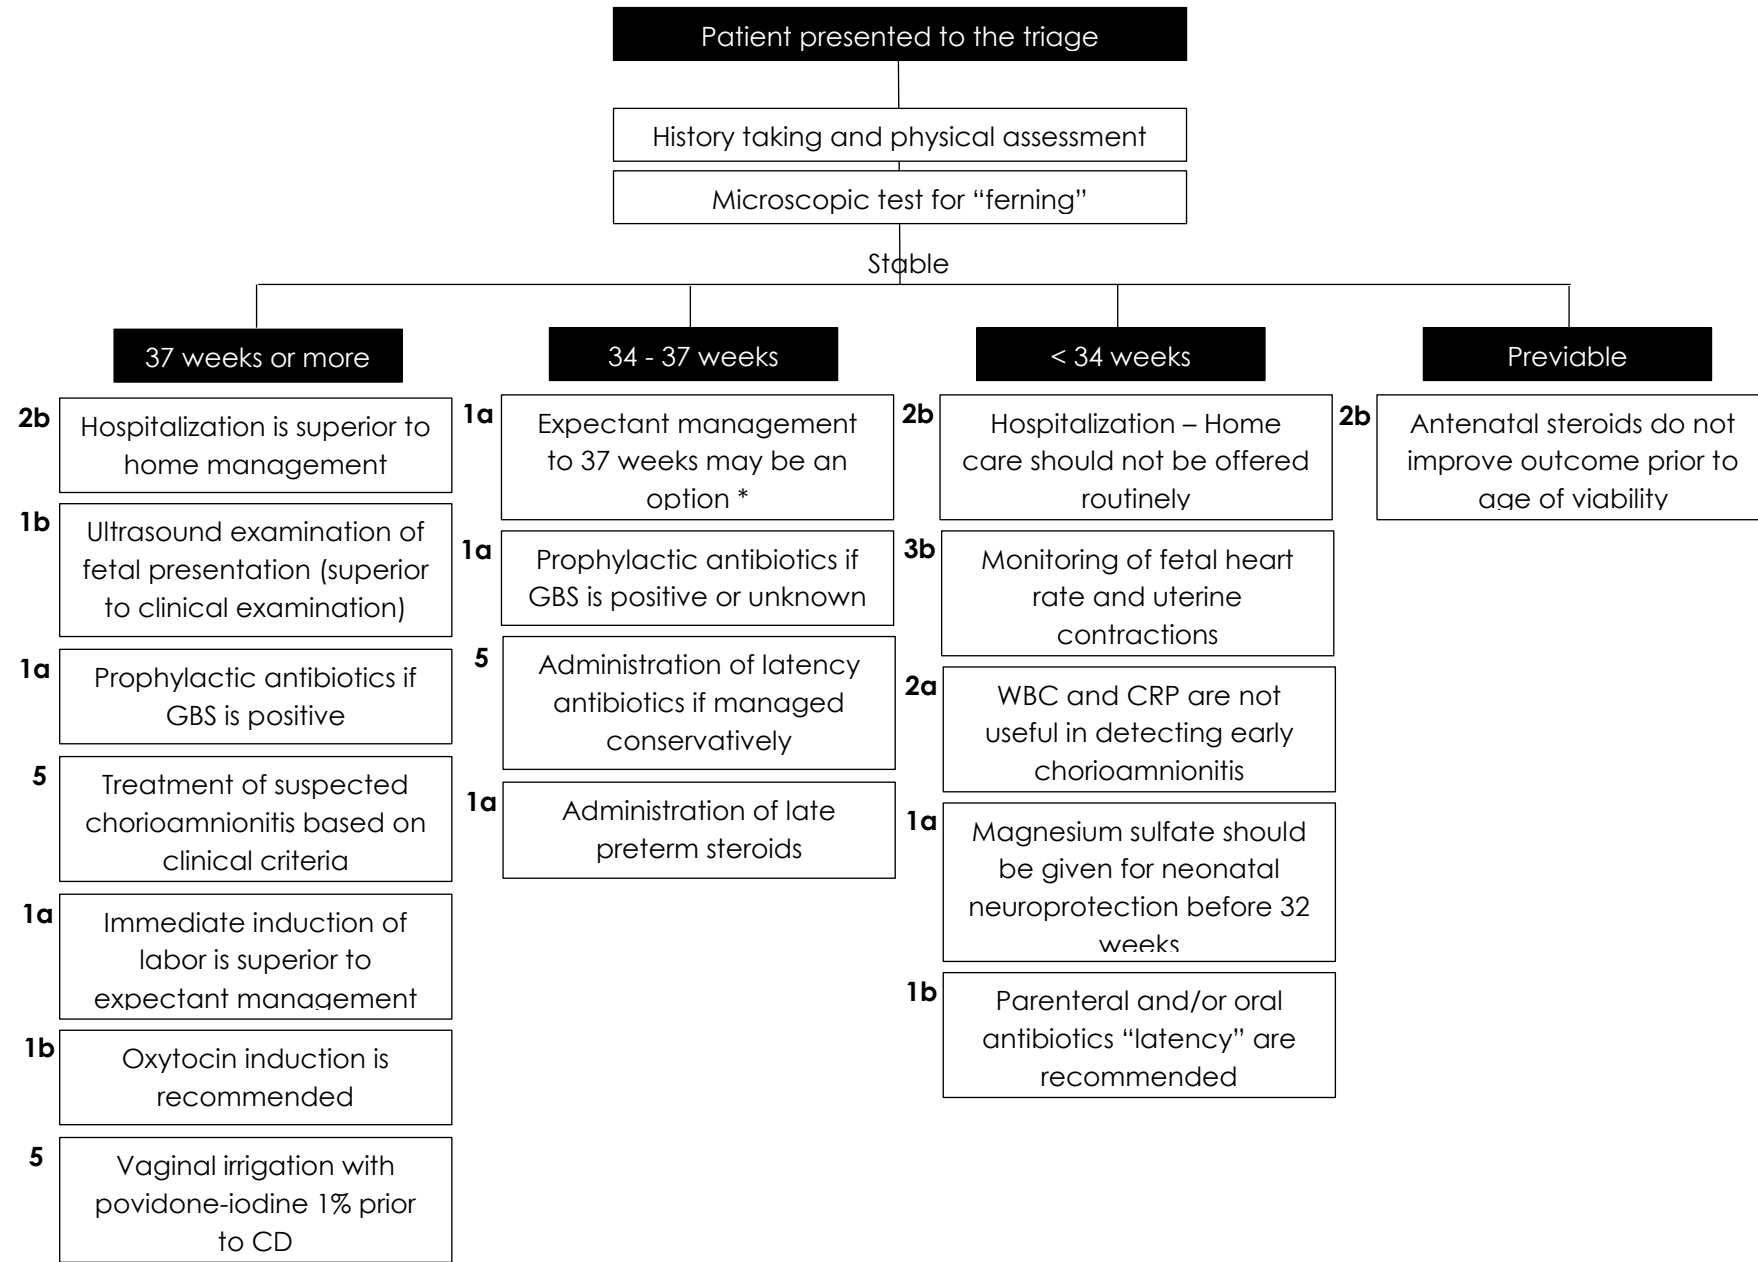 Patient presented to the triage
History taking and physical assessment
Microscopic test for “ferning”
Stable
37 weeks or more
2b
Hospitalization is superior to
home management
1b
Ultrasound examination of
fetal presentation (superior
to clinical examination)
1a
Prophylactic antibiotics if
GBS is positive
5
Treatment of suspected
chorioamnionitis based on
clinical criteria
1a
Immediate induction of
labor is superior to
expectant management
1b
Oxytocin induction is
recommended
5
Vaginal irrigation with
povidone-iodine 1% prior
to CD
34 - 37 weeks
1a
Expectant management
to 37 weeks may be an
option *
1a
Prophylactic antibiotics if
GBS is positive or unknown
5
Administration of latency
antibiotics if managed
conservatively
1a
Administration of late
preterm steroids
< 34 weeks
2b
Hospitalization – Home
care should not be offered
routinely
3b
Monitoring of fetal heart
rate and uterine
contractions
2a
WBC and CRP are not
useful in detecting early
chorioamnionitis
1a
Magnesium sulfate should
be given for neonatal
neuroprotection before 32
weeks
1b
Parenteral and/or oral
antibiotics “latency” are
recommended
Previable
2b
Antenatal steroids do not
improve outcome prior to
age of viability